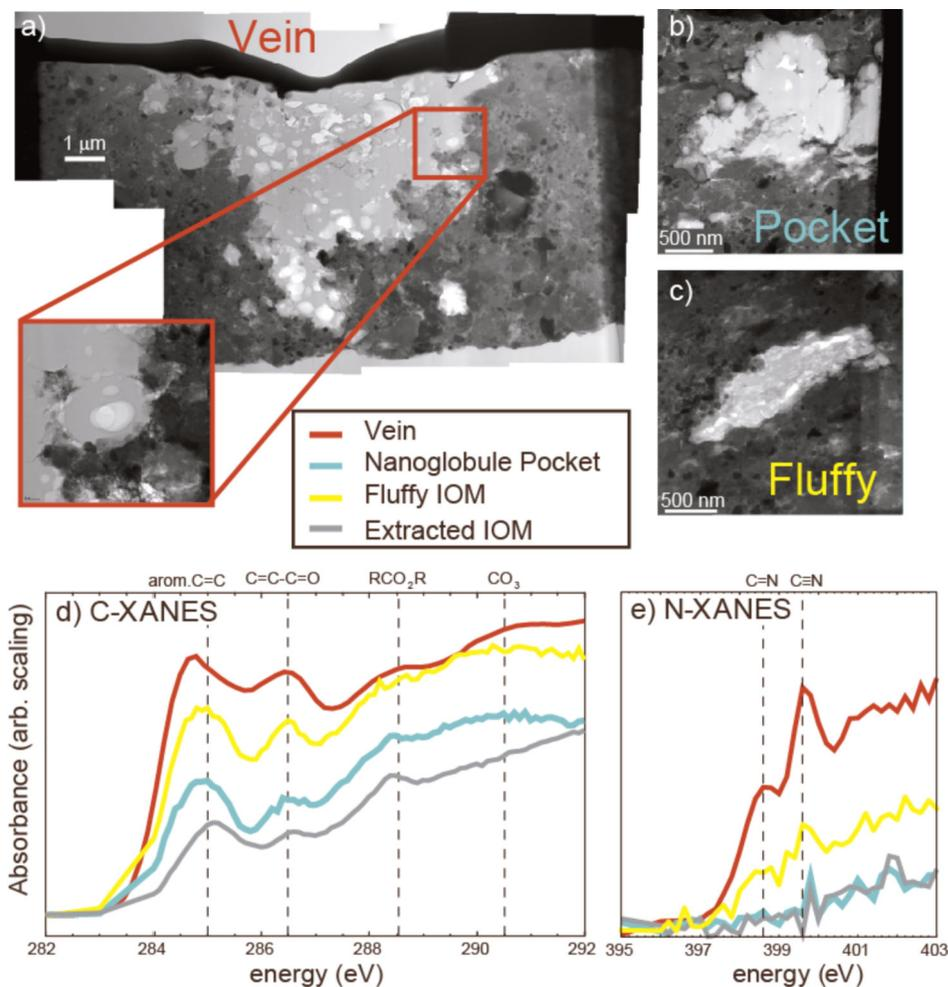 a)
Vein
1 μm
b)
Pocket
500 nm
c)
Fluffy
500 nm
Vein
Nanoglobule Pocket
Fluffy IOM
Extracted IOM
arom.C=C
C=C-C=O
RCO₂R
CO₃
d) C-XANES
Absorbance (arb. scaling)
282
284
286
288
290
292
energy (eV)
C=N
C≡N
e) N-XANES
395
397
399
401
403
energy (eV)